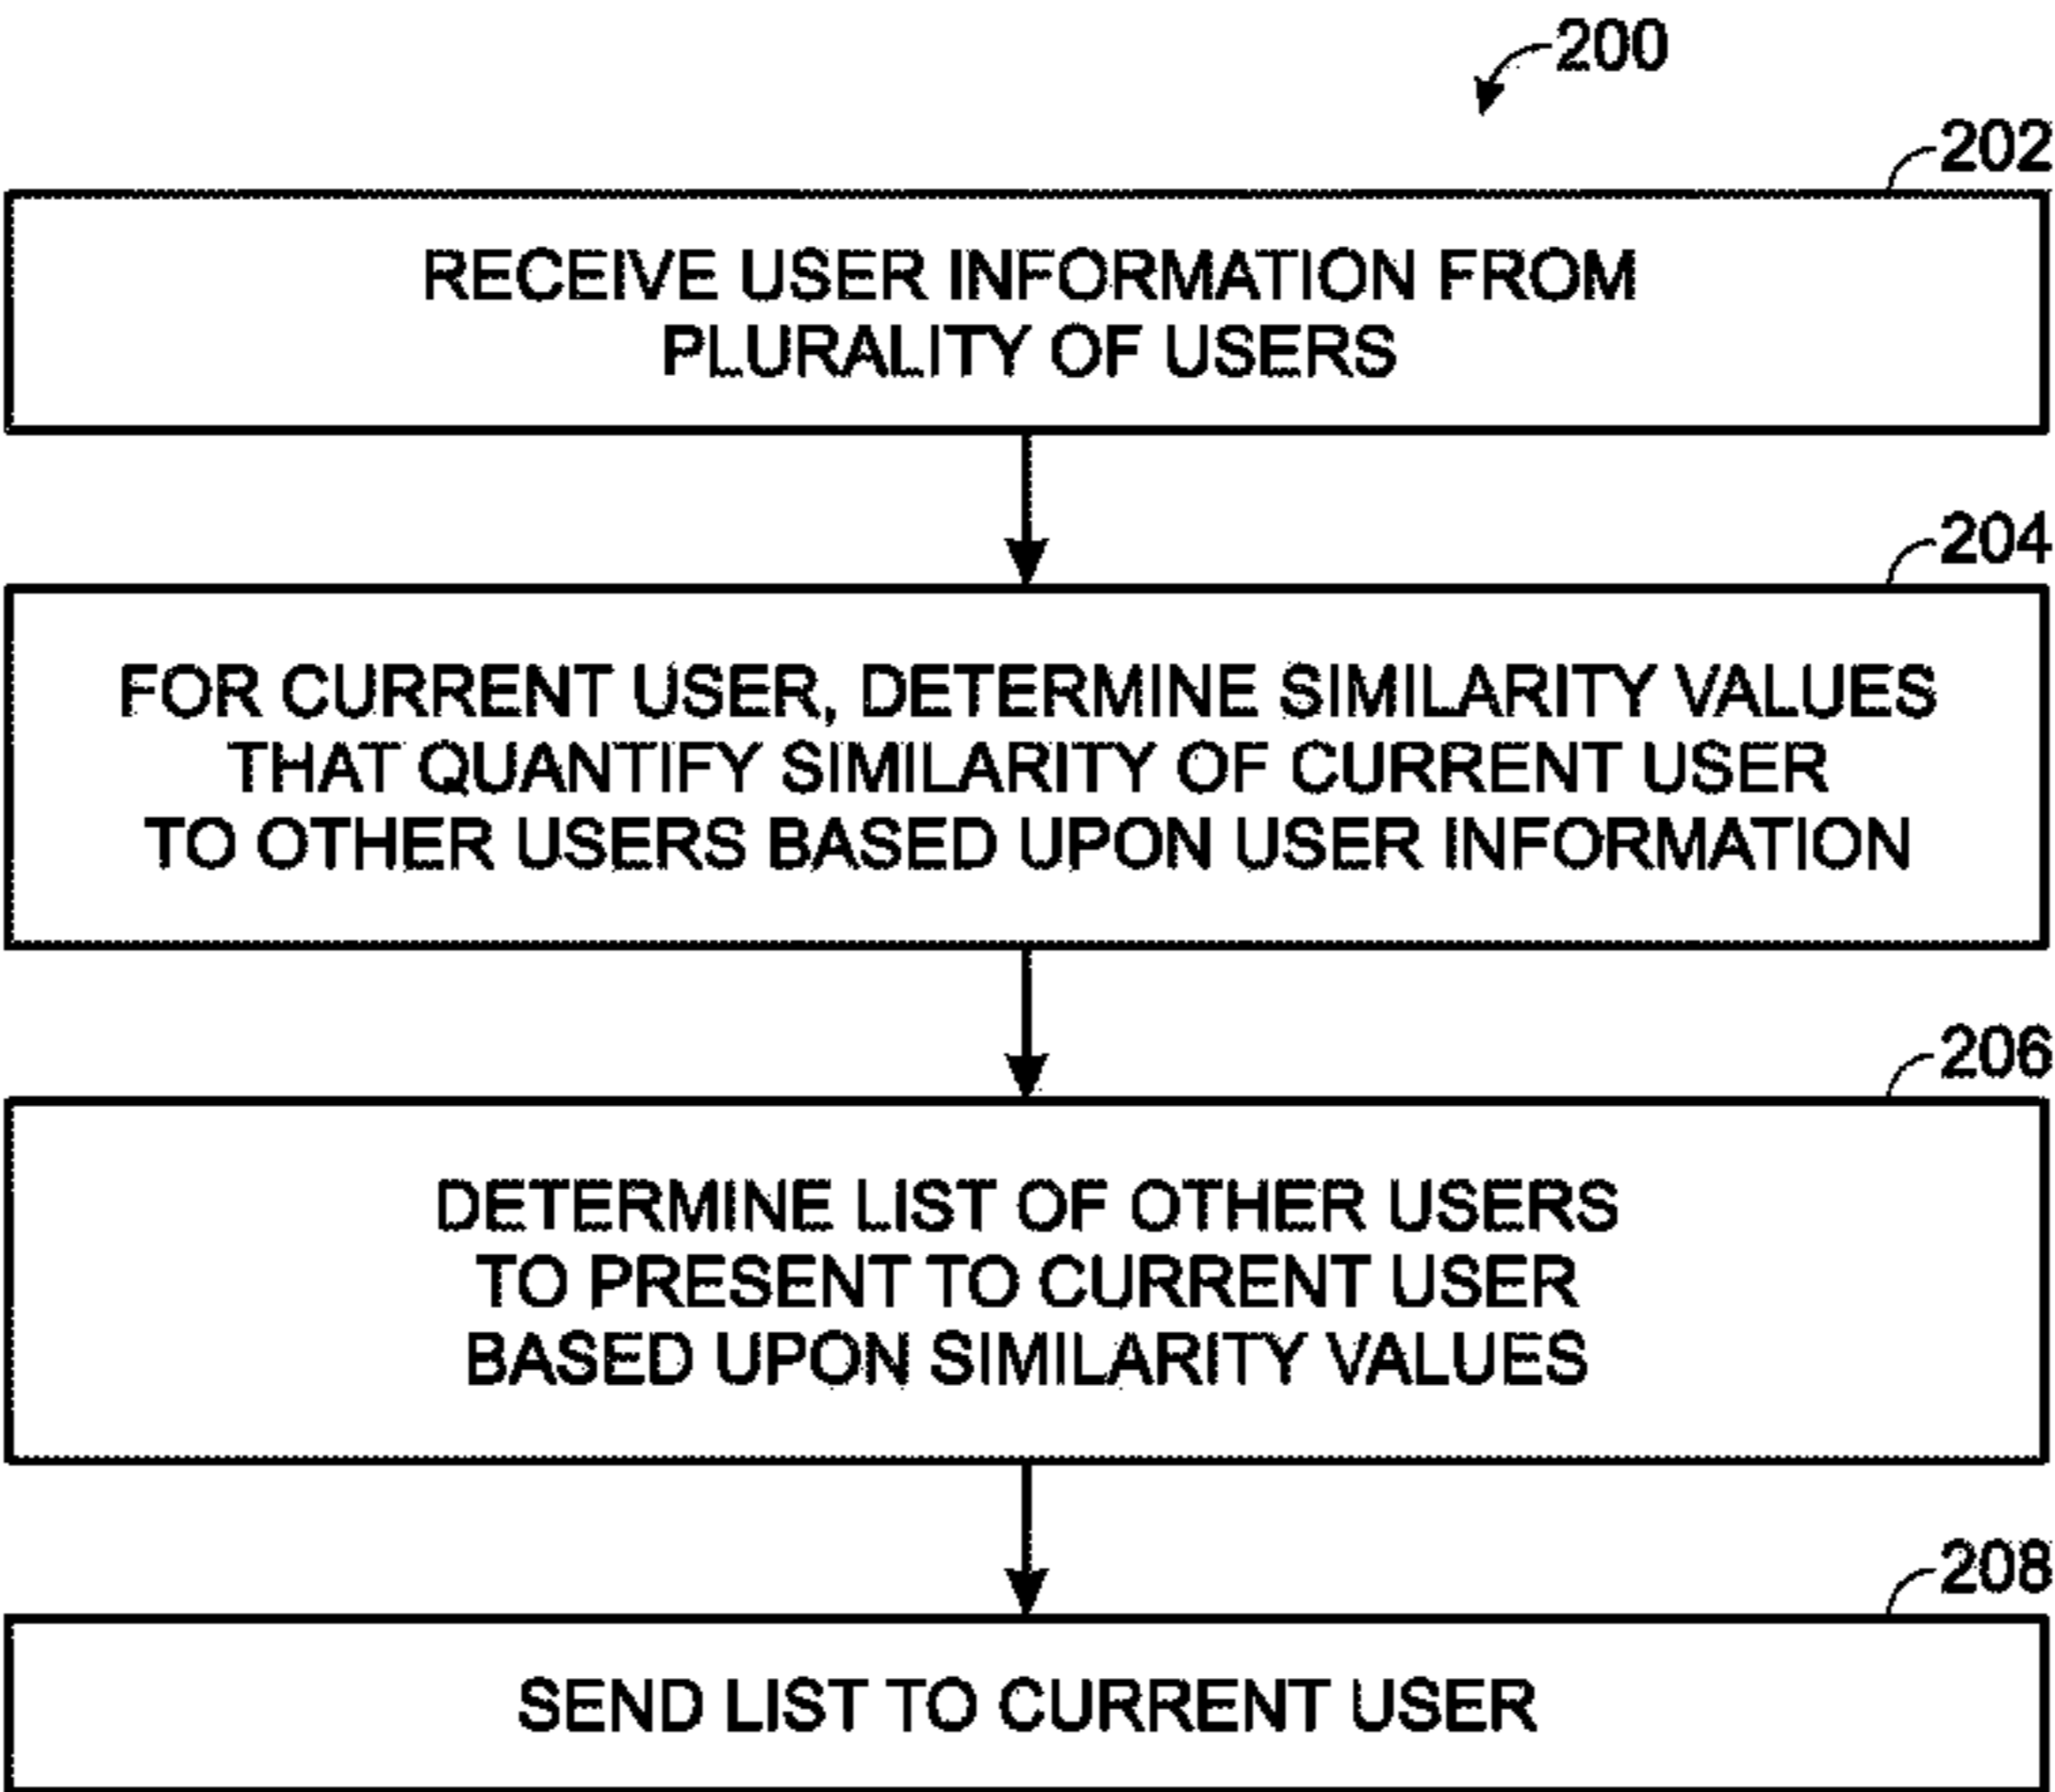 200
202
RECEIVE USER INFORMATION FROM
PLURALITY OF USERS
204
FOR CURRENT USER, DETERMINE SIMILARITY VALUES
THAT QUANTIFY SIMILARITY OF CURRENT USER
TO OTHER USERS BASED UPON USER INFORMATION
206
DETERMINE LIST OF OTHER USERS
TO PRESENT TO CURRENT USER
BASED UPON SIMILARITY VALUES
208
SEND LIST TO CURRENT USER